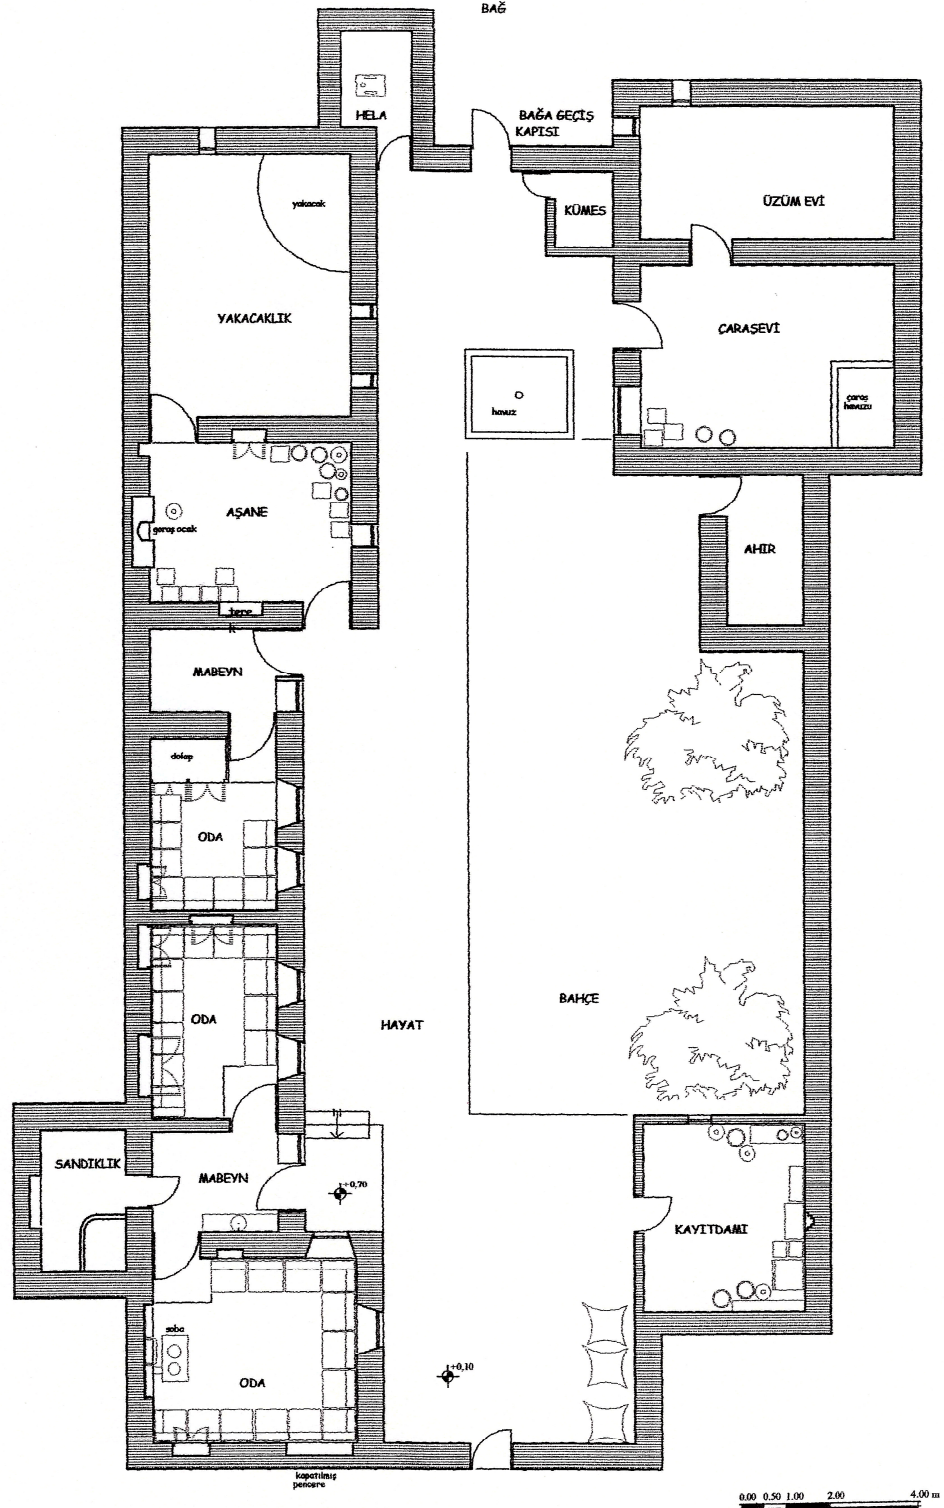 BAĞ
HELA
BAĞA GEÇİŞ
KAPISI
yakacak
KÜMES
ÜZÜM EVİ
YAKACAKLIK
ÇARAŞEVİ
havuz
çaraş
havuzu
AŞANE
goraş ocak
AHIR
tere
k
MABEYN
dolap
ODA
BAHÇE
ODA
HAYAT
SANDIKLIK
MABEYN
+0,70
KAYITDAMI
soba
+0,10
ODA
kapatılmış
pencere
0.00 0.50 1.00 2.00 4.00 m